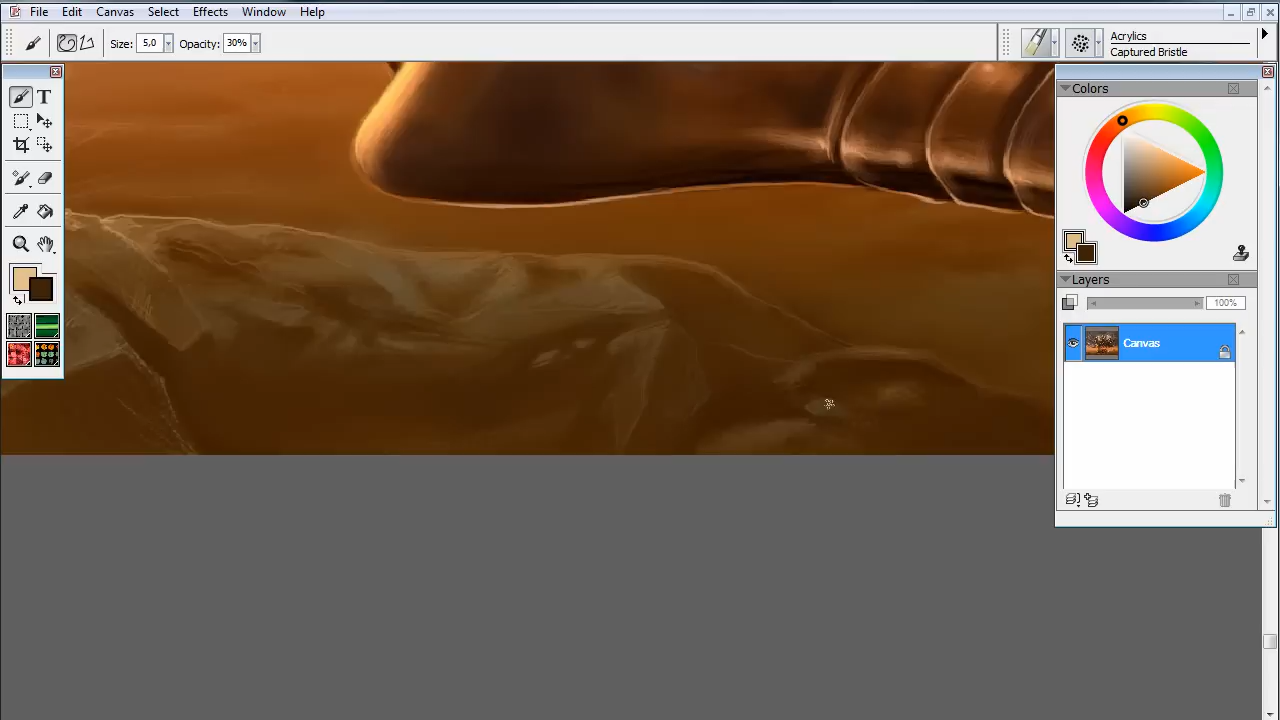 File Edit Canvas Select Effects Window Help
Size: 5,0 Opacity: 30%
Acrylics
Captured Bristle
T
Colors
Layers
100%
Canvas